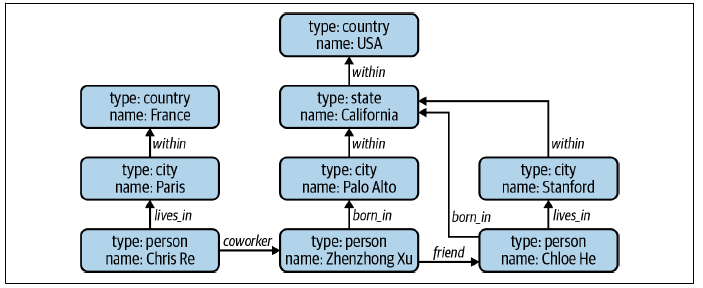 type: country
name: USA
within
type: country
name: France
type: state
name: California
within
within
within
type: city
name: Paris
type: city
name: Palo Alto
type: city
name: Stanford
lives_in
born_in
born_in
lives_in
type: person
name: Chris Re
coworker
type: person
name: Zhenzhong Xu
friend
type: person
name: Chloe He